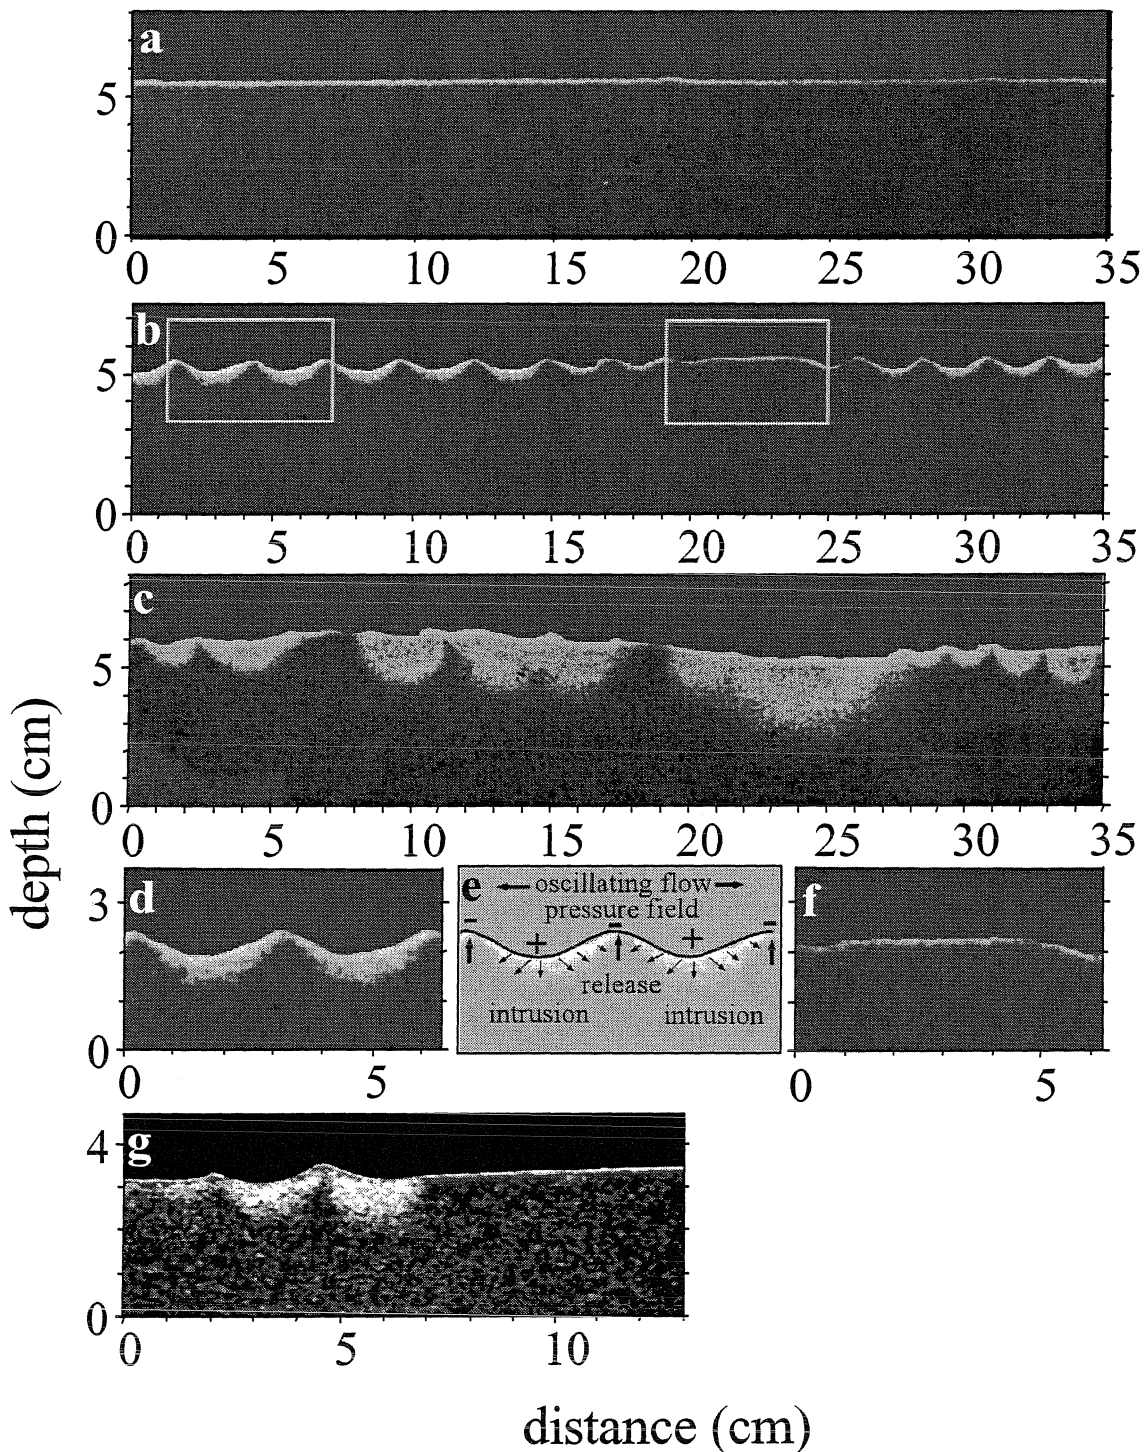 a
5
0
0 5 10 15 20 25 30 35
b
5
0
0 5 10 15 20 25 30 35
c
5
0
0 5 10 15 20 25 30 35
depth (cm)
d
3
0
0 5
e
oscillating flow
pressure field
- - -
+ +
release
intrusion intrusion
f
0 5
g
4
0
0 5 10
distance (cm)